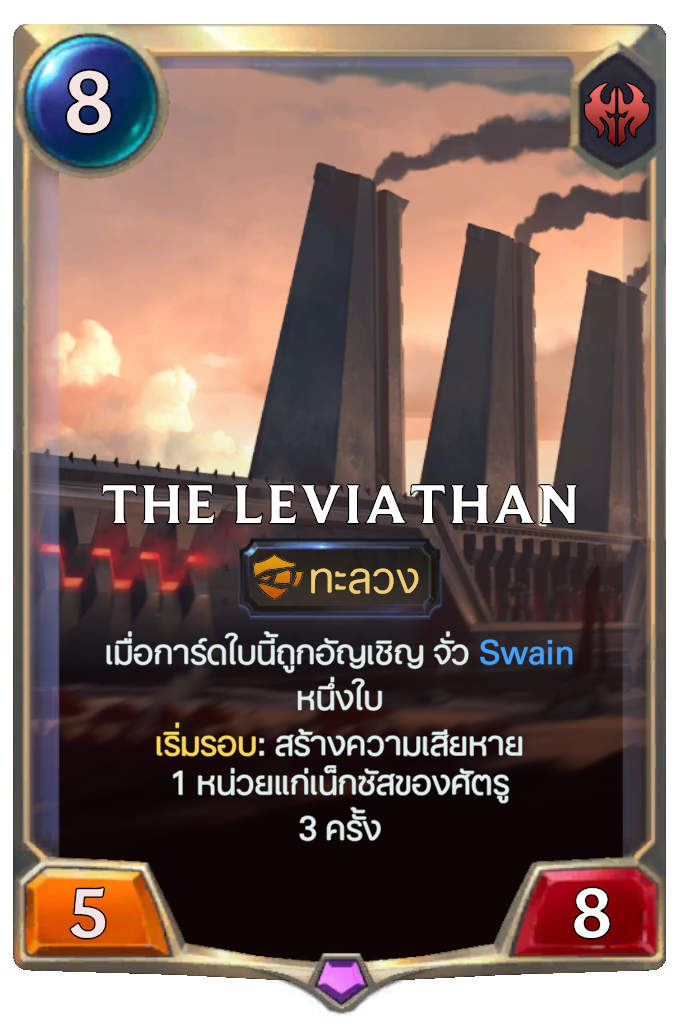 8
THE LEVIATHAN
ทะลวง
เมื่อการ์ดใบนี้ถูกอัญเชิญ จั่ว Swain
หนึ่งใบ
เริ่มรอบ: สร้างความเสียหาย
1 หน่วยแก่เน็กซัสของศัตรู
3 ครั้ง
5
8